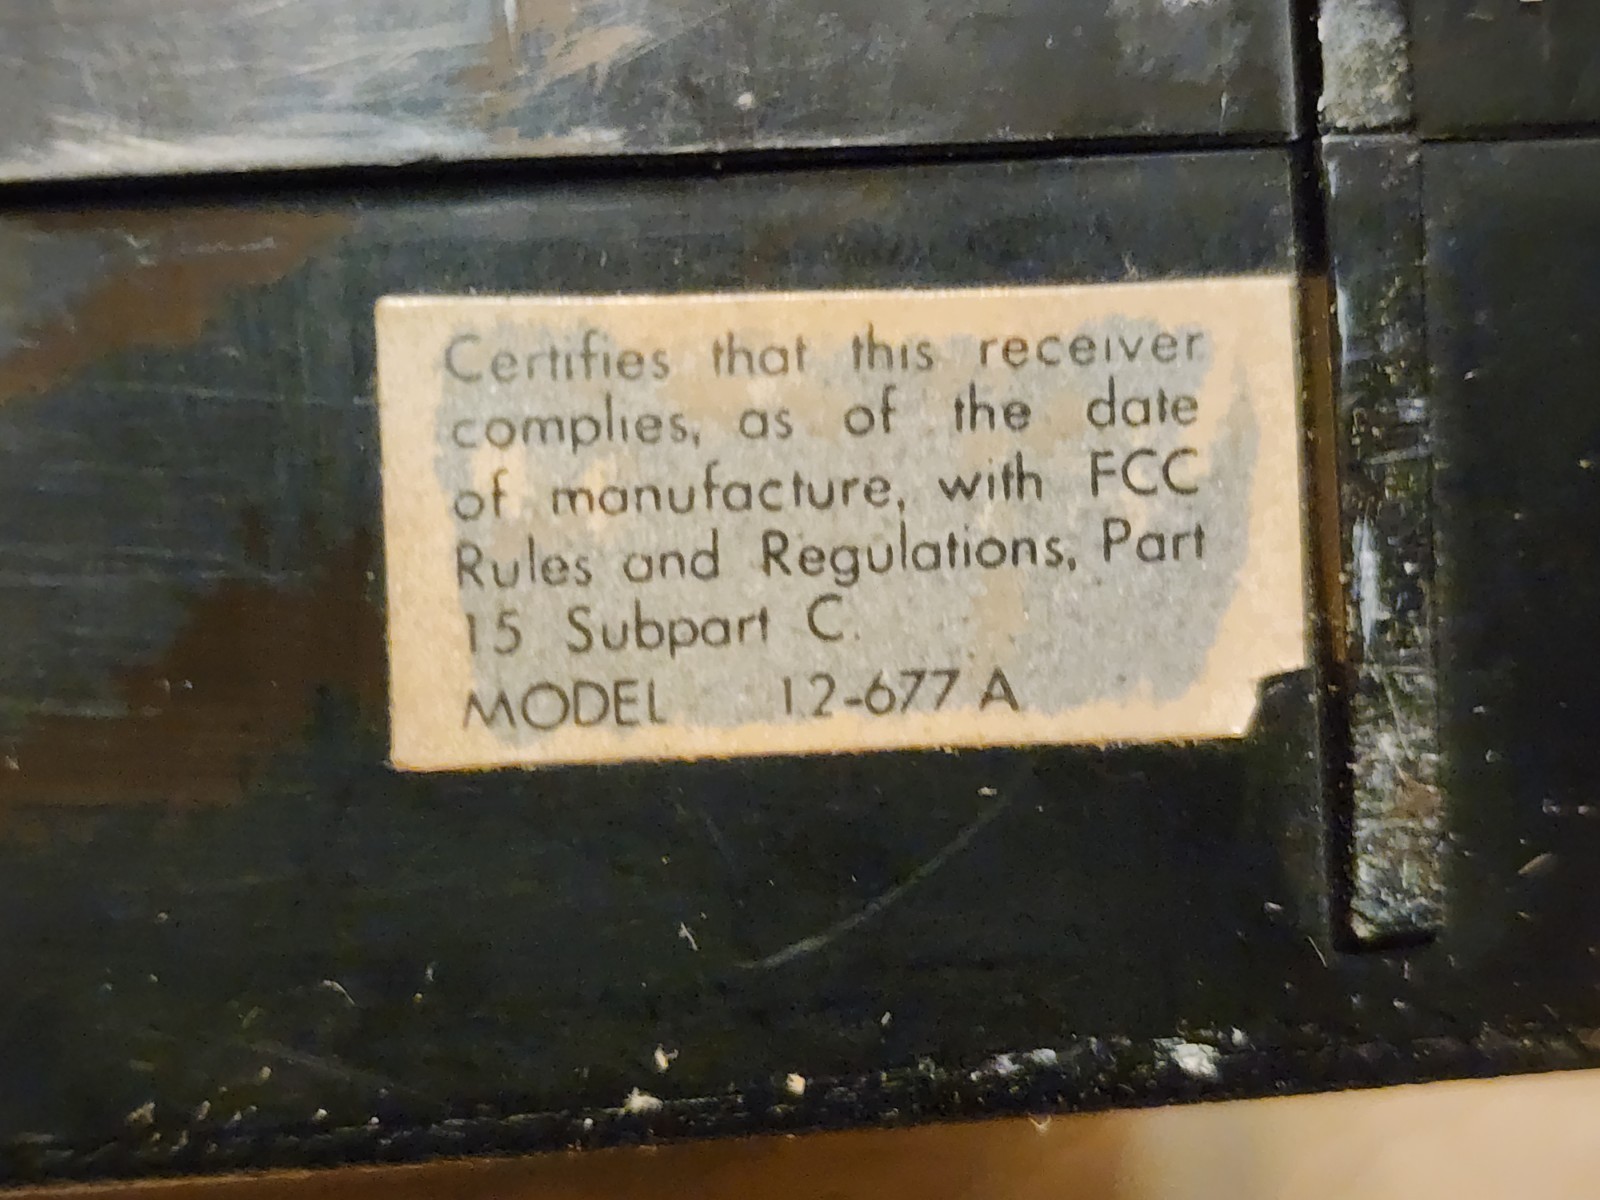 Certifies that this receiver
complies, as of the date
of manufacture, with FCC
Rules and Regulations, Part
15 Subpart C.
MODEL 12-677 A